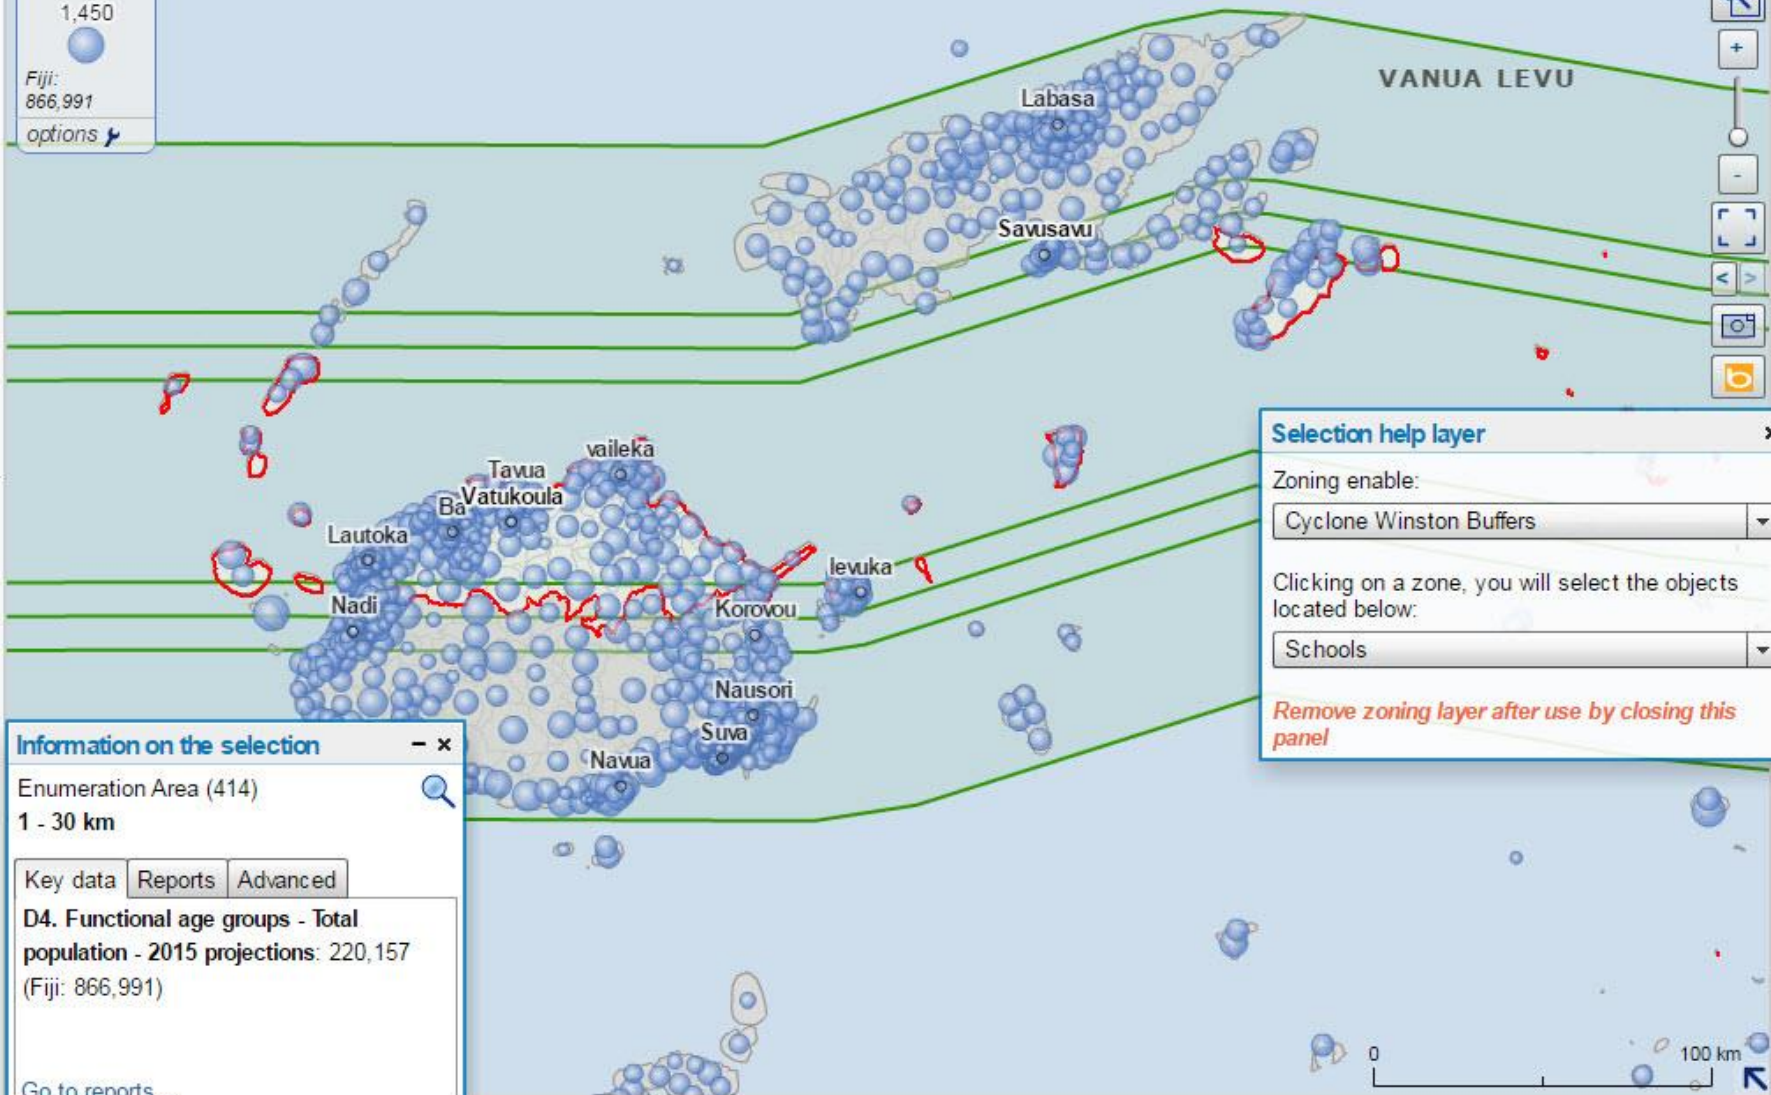 1,450
Fiji:
866,991
options
VANUA LEVU
Labasa
Savusavu
+
-
< >
b
vaileka
Tavua
Vatukoula
Ba
Lautoka
levuka
Nadi
Korovou
Nausori
Suva
Navua
Selection help layer
x
Zoning enable:
Cyclone Winston Buffers
Clicking on a zone, you will select the objects
located below:
Schools
Remove zoning layer after use by closing this
panel
Information on the selection
– ×
Enumeration Area (414)
1 - 30 km
Key data
Reports
Advanced
D4. Functional age groups - Total
population - 2015 projections: 220,157
(Fiji: 866,991)
Go to reports
0
100 km